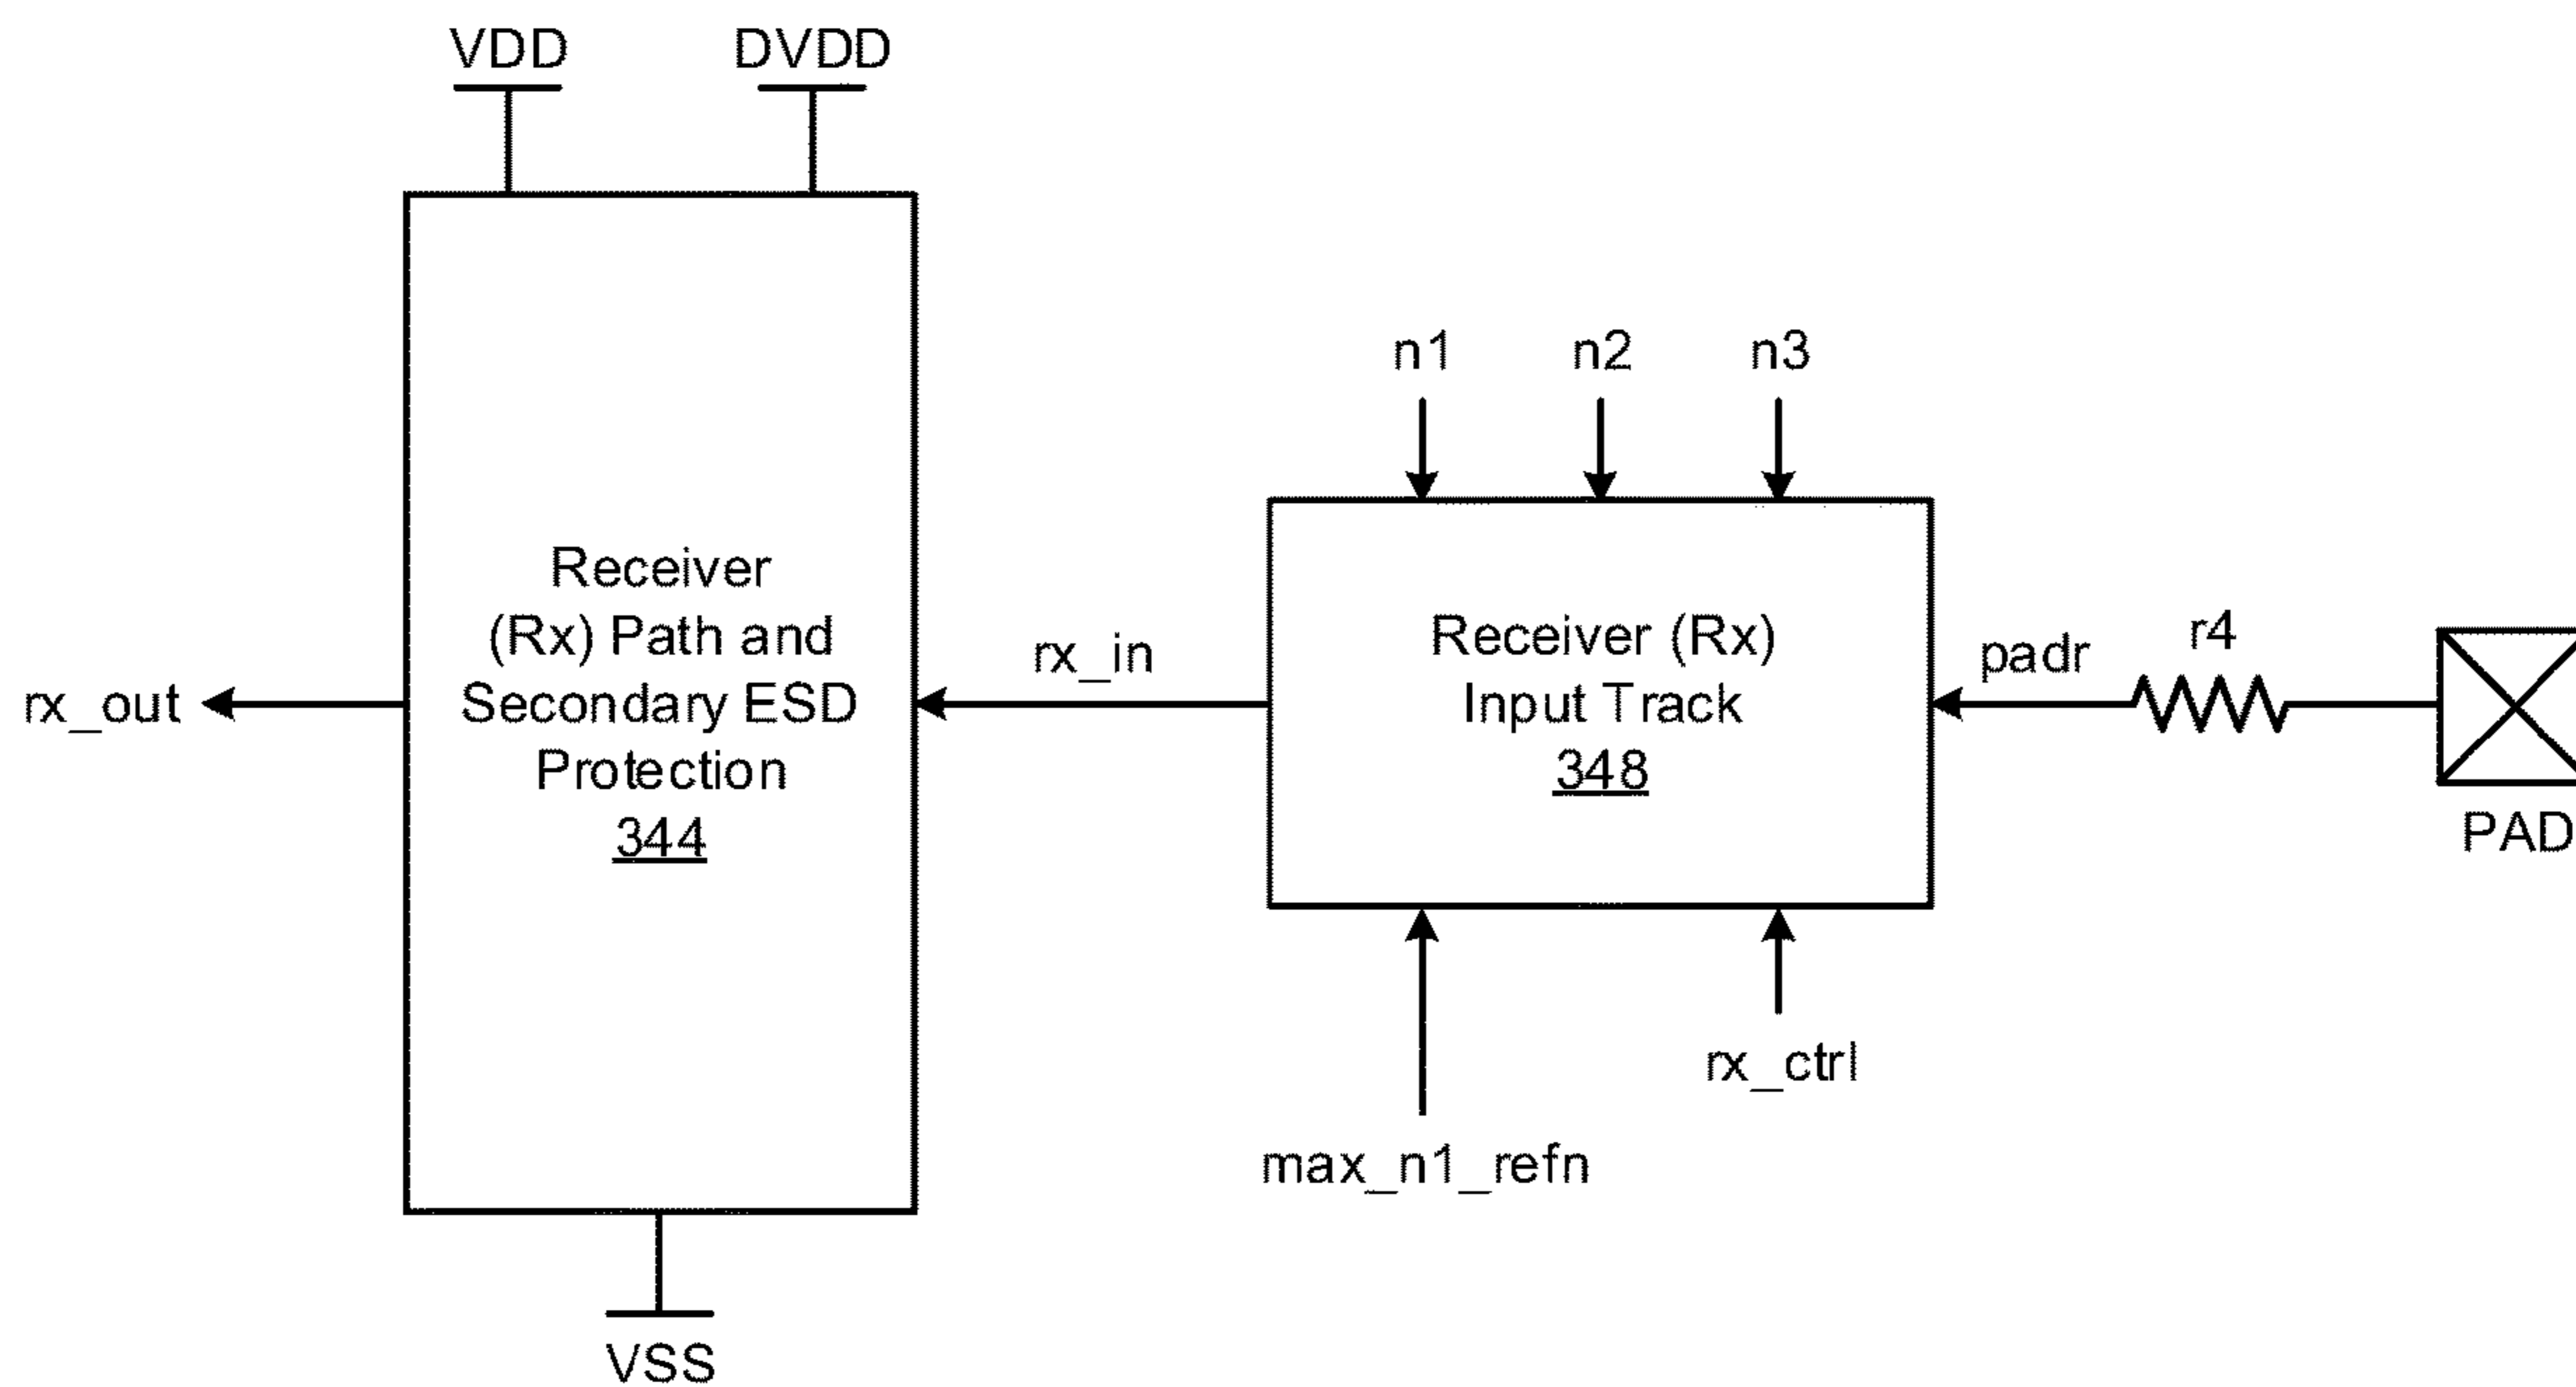 VDD
DVDD
n1
n2
n3
Receiver
(Rx) Path and
Secondary ESD
Protection
344
rx_out
rx_in
Receiver (Rx)
Input Track
348
padr
r4
PAD
rx_ctrl
max_n1_refn
VSS